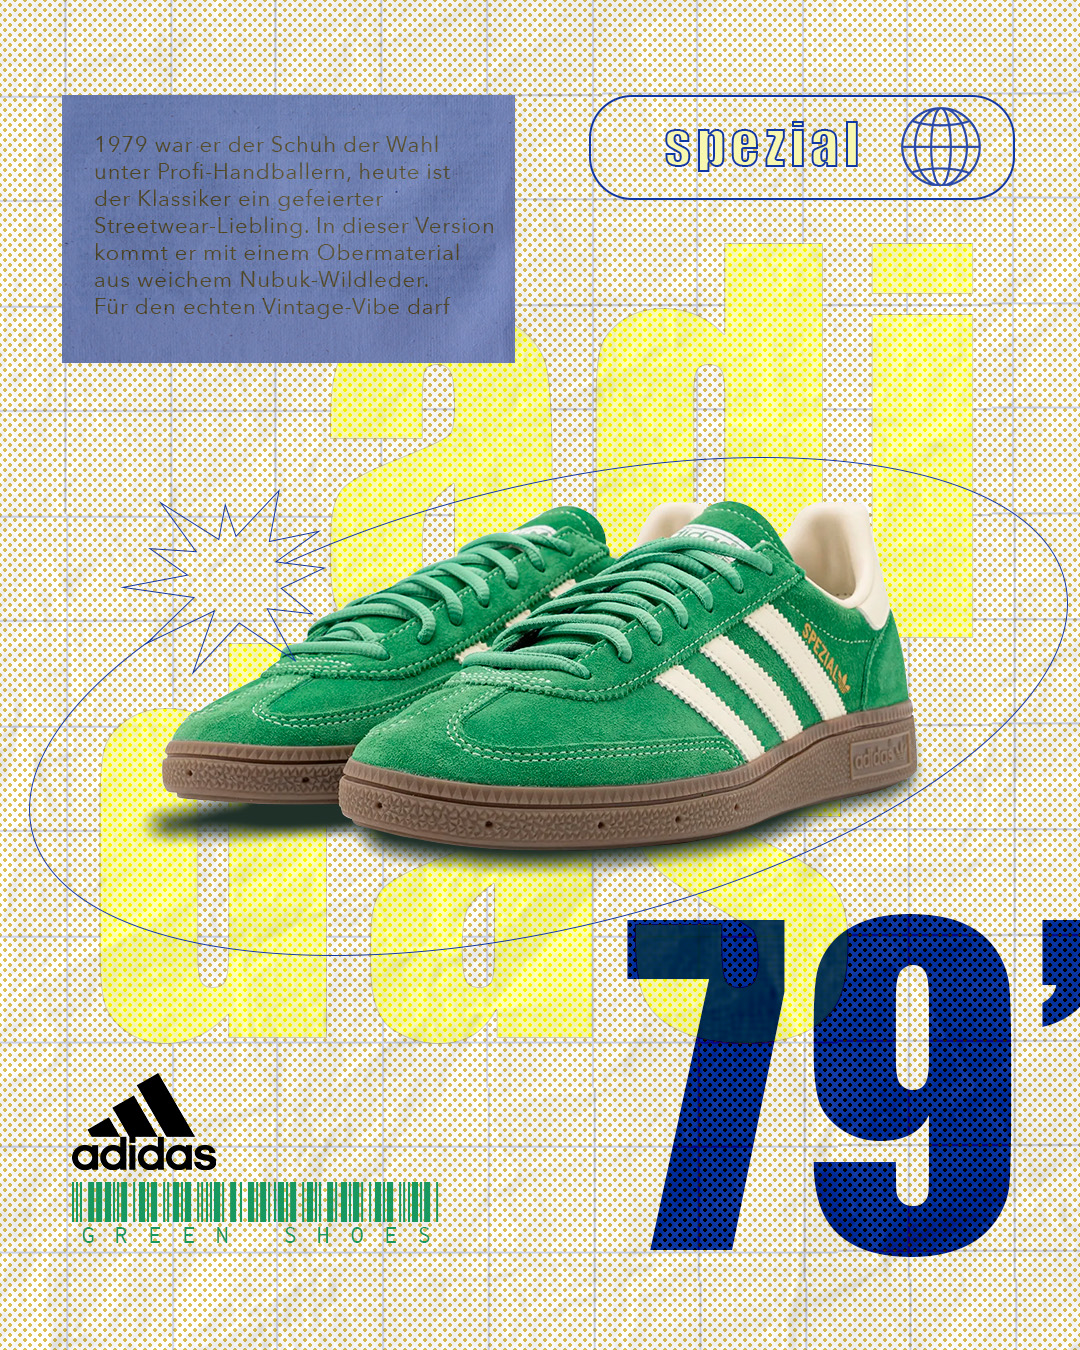 1979 war er der Schuh der Wahl
unter Profi-Handballern, heute ist
der Klassiker ein gefeierter
Streetwear-Liebling. In dieser Version
kommt er mit einem Obermaterial
aus weichem Nubuk-Wildleder.
Für den echten Vintage-Vibe darf
spezial
adi
das
adidas
SPEZIAL
adidas
79’
adidas
GREEN SHOES